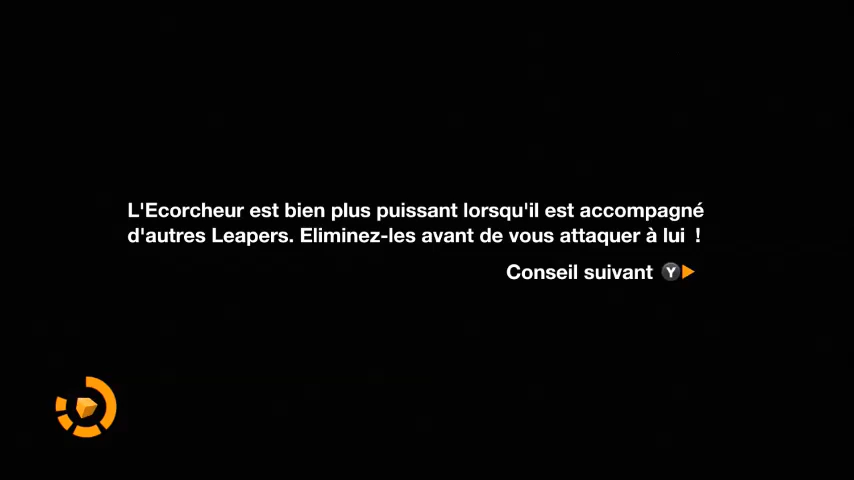 L'Ecorcheur est bien plus puissant lorsqu'il est accompagné
d'autres Leapers. Eliminez-les avant de vous attaquer à lui !
Conseil suivant Y